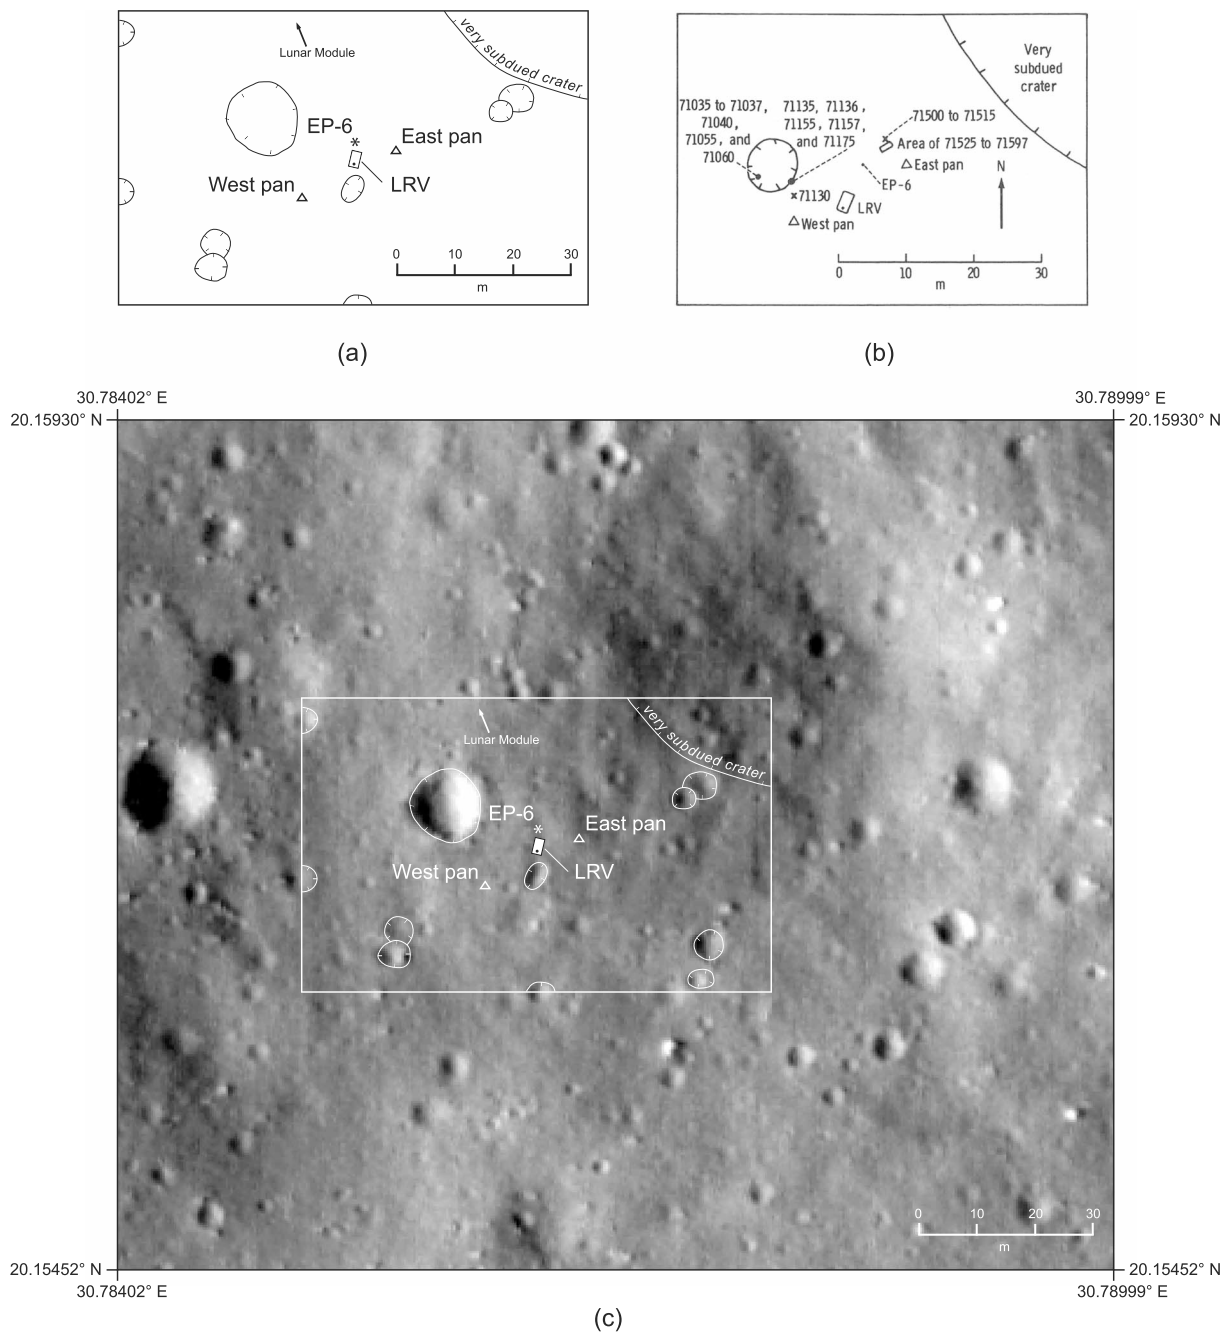 Lunar Module
very subdued crater
EP-6
East pan
West pan
LRV
0 10 20 30
m
(a)
Very
subdued
crater
71035 to 71037,
71040,
71055, and
71060
71135, 71136,
71155, 71157,
and 71175
71500 to 71515
Area of 71525 to 71597
East pan
N
EP-6
71130
LRV
West pan
0 10 20 30
m
(b)
30.78402° E
30.78999° E
20.15930° N
20.15930° N
Lunar Module
very subdued crater
EP-6
East pan
West pan
LRV
0 10 20 30
m
20.15452° N
20.15452° N
30.78402° E
30.78999° E
(c)